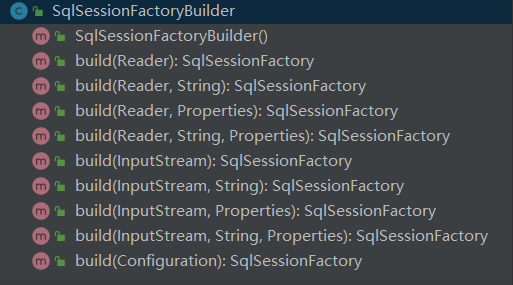 SqlSessionFactoryBuilder
SqlSessionFactoryBuilder()
build(Reader): SqlSessionFactory
build(Reader, String): SqlSessionFactory
build(Reader, Properties): SqlSessionFactory
build(Reader, String, Properties): SqlSessionFactory
build(InputStream): SqlSessionFactory
build(InputStream, String): SqlSessionFactory
build(InputStream, Properties): SqlSessionFactory
build(InputStream, String, Properties): SqlSessionFactory
build(Configuration): SqlSessionFactory